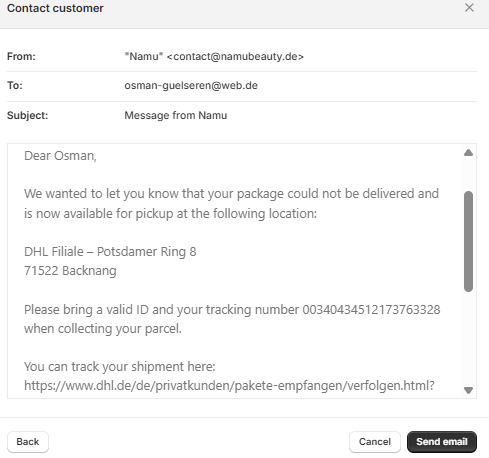 Contact customer
From: "Namu" <contact@namubeauty.de>
To: osman-guelseren@web.de
Subject: Message from Namu
Dear Osman,
We wanted to let you know that your package could not be delivered and
is now available for pickup at the following location:
DHL Filiale – Potsdamer Ring 8
71522 Backnang
Please bring a valid ID and your tracking number 00340434512173763328
when collecting your parcel.
You can track your shipment here:
https://www.dhl.de/de/privatkunden/pakete-empfangen/verfolgen.html?
Back Cancel Send email